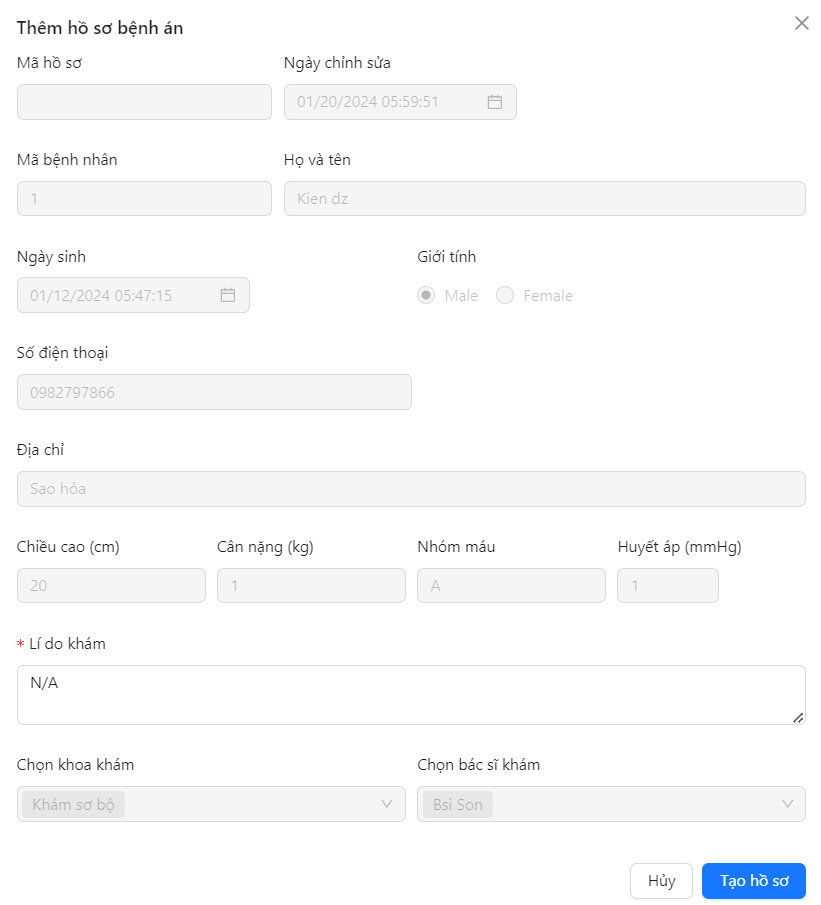 Thêm hồ sơ bệnh án
Mã hồ sơ Ngày chỉnh sửa
01/20/2024 05:59:51
Mã bệnh nhân Họ và tên
1 Kien dz
Ngày sinh Giới tính
01/12/2024 05:47:15 Male Female
Số điện thoại
0982797866
Địa chỉ
Sao hỏa
Chiều cao (cm) Cân nặng (kg) Nhóm máu Huyết áp (mmHg)
20 1 A 1
* Lí do khám
N/A
Chọn khoa khám Chọn bác sĩ khám
Khám sơ bộ Bsi Son
Hủy Tạo hồ sơ